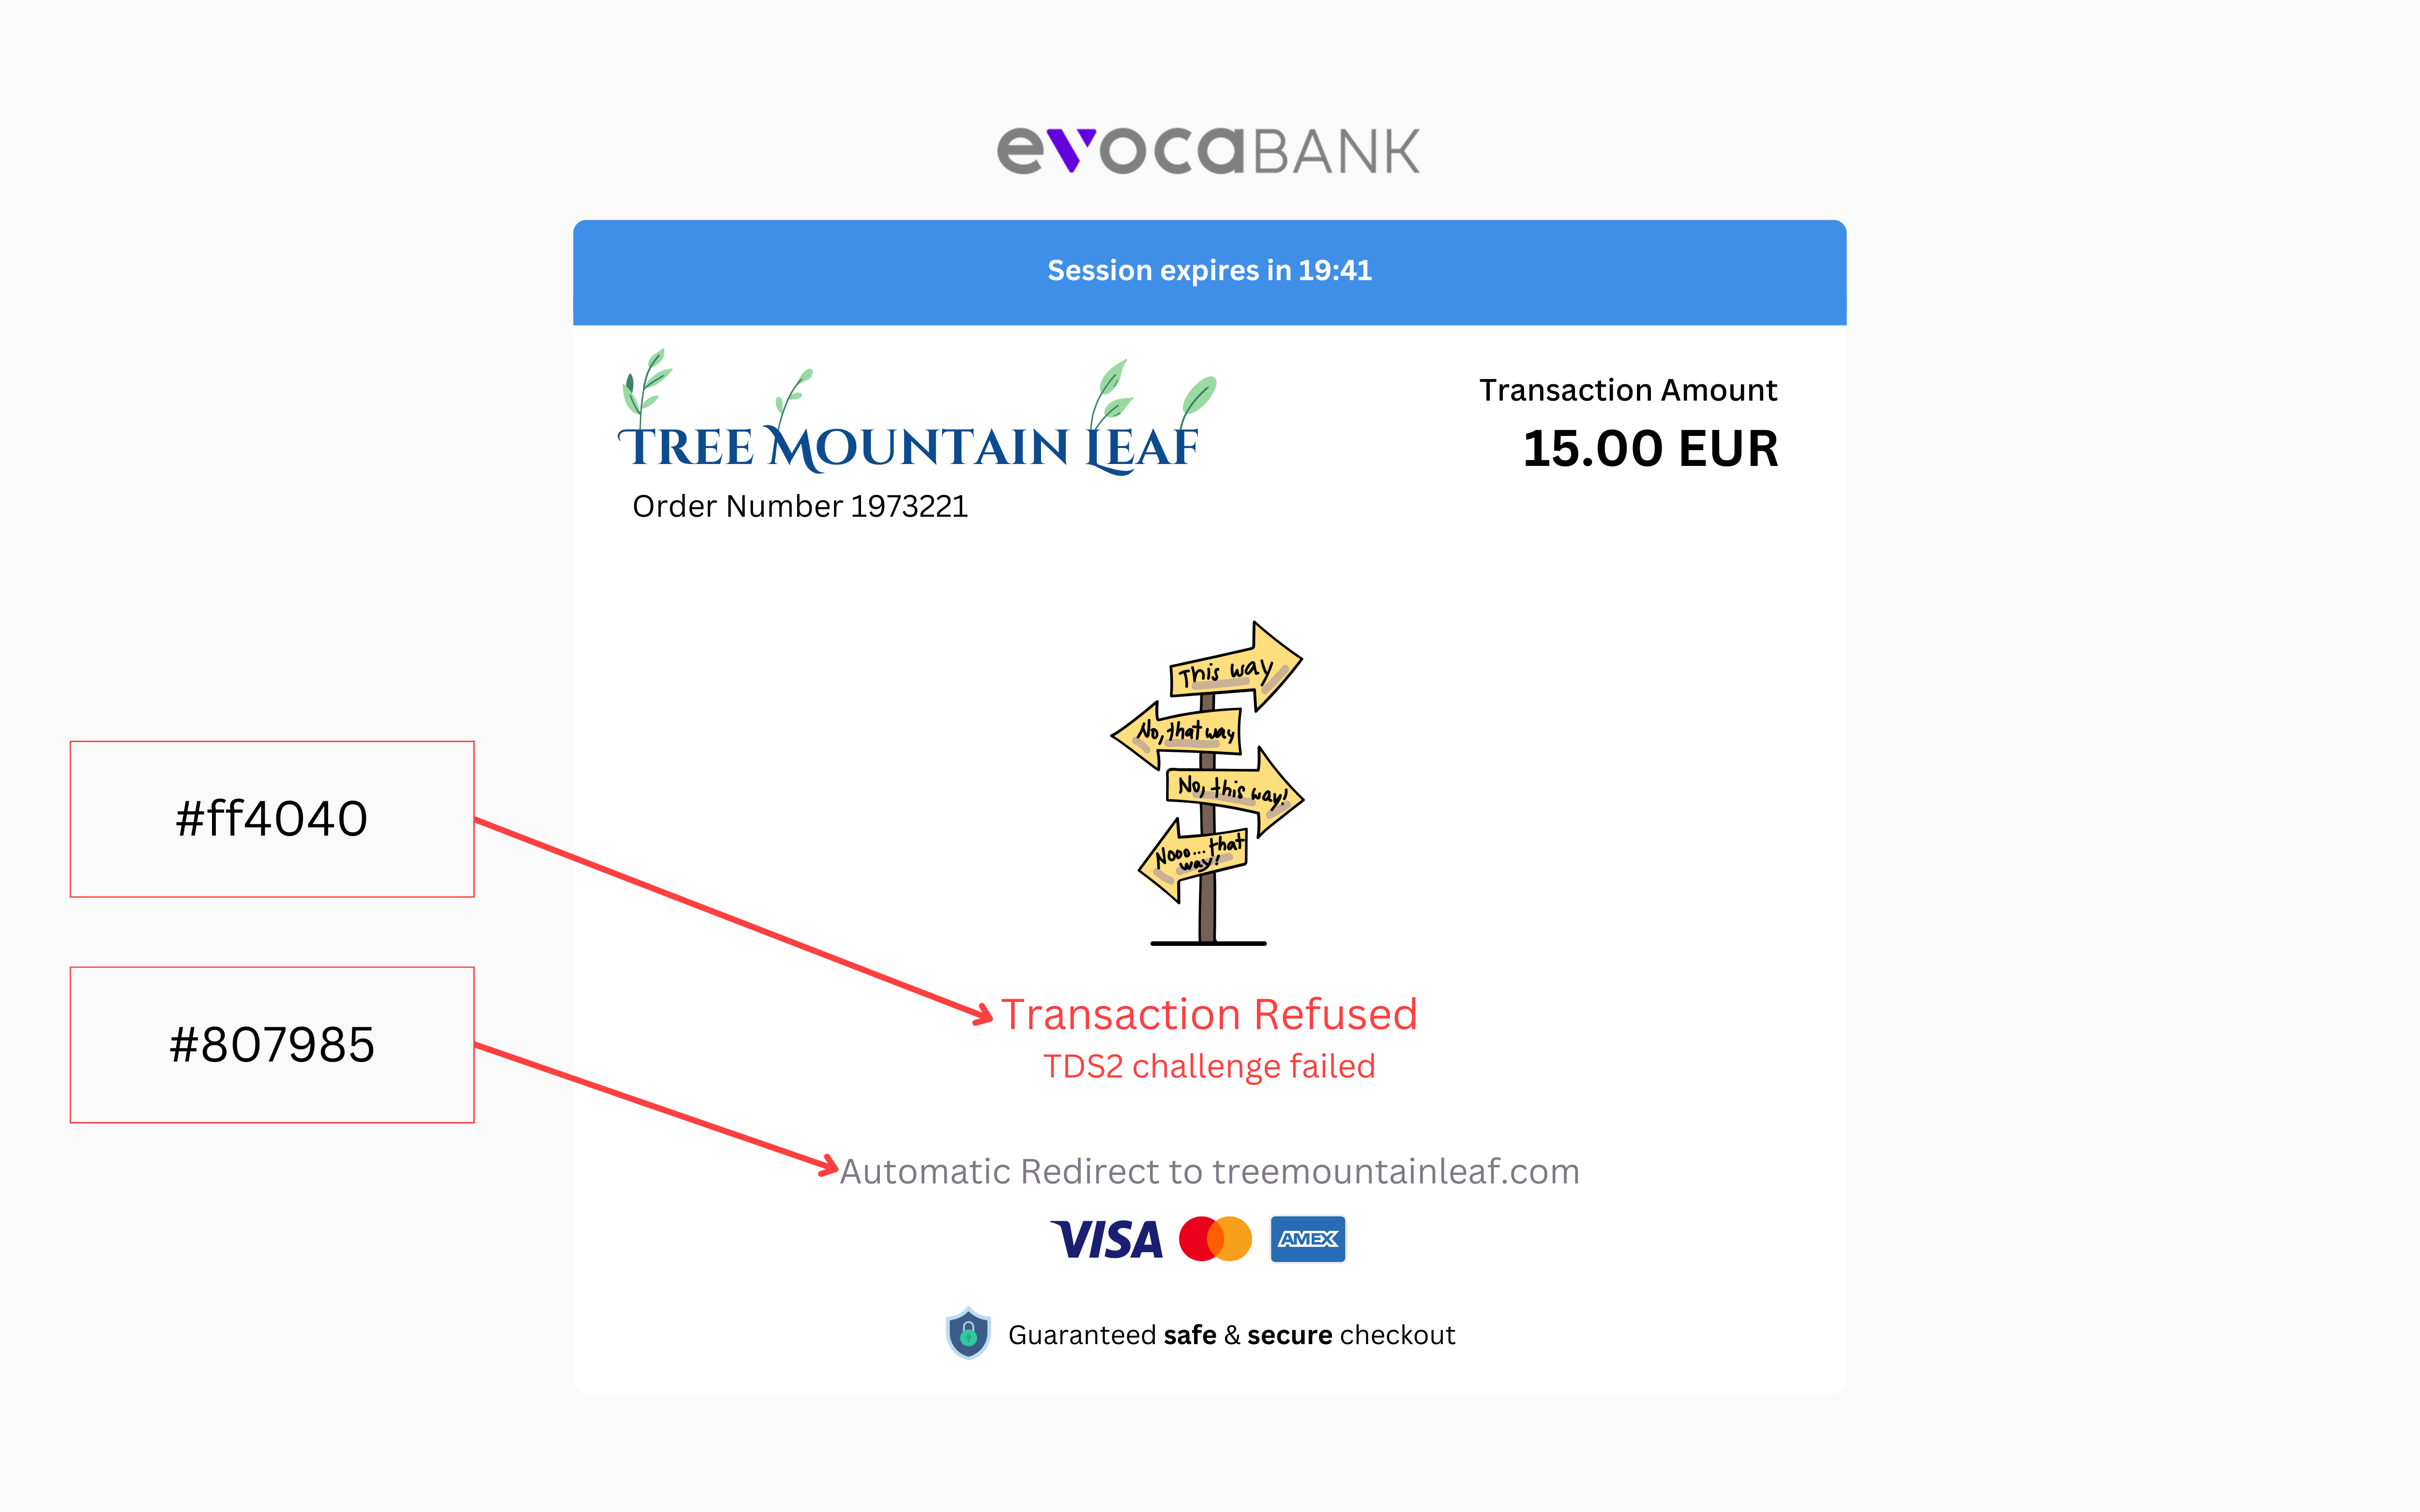 evocaBANK
Session expires in 19:41
TREE MOUNTAIN LEAF
Order Number 1973221
Transaction Amount
15.00 EUR
This way
No, that way
No, this way!
Nooo... that
way!
#ff4040
#807985
Transaction Refused
TDS2 challenge failed
Automatic Redirect to treemountainleaf.com
VISA
AMEX
Guaranteed safe & secure checkout